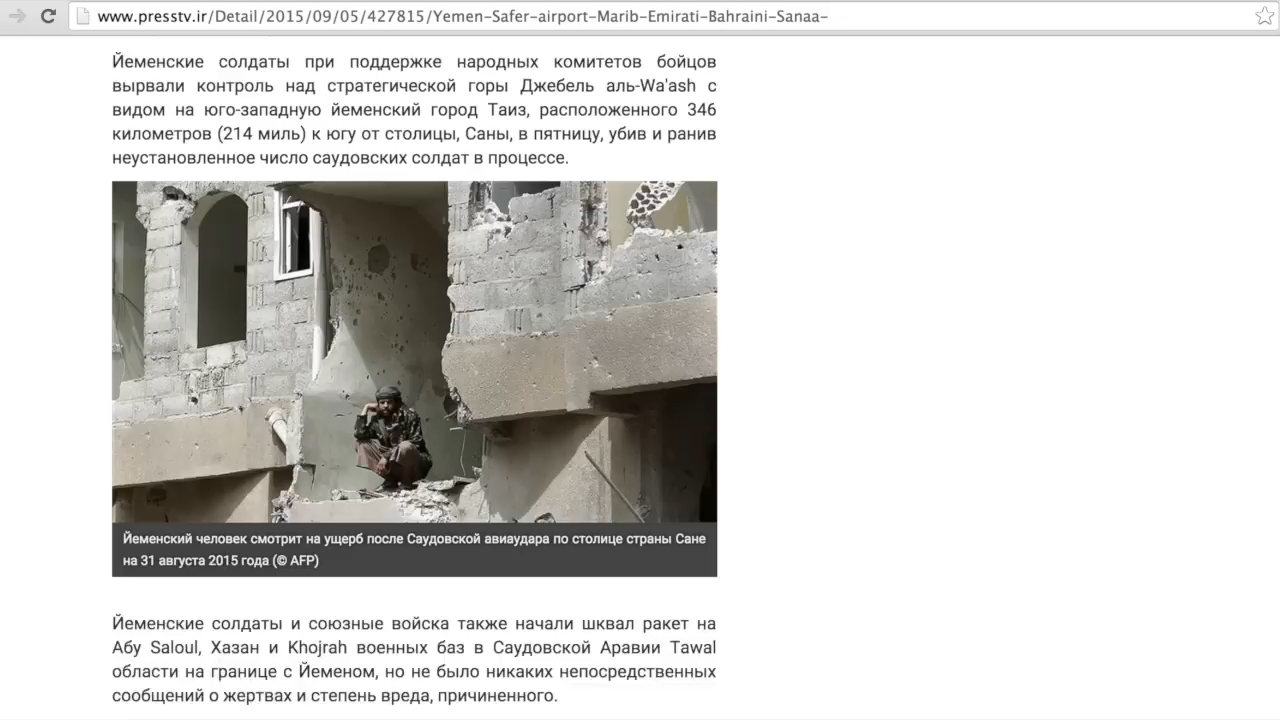 www.presstv.ir/Detail/2015/09/05/427815/Yemen-Safer-airport-Marib-Emirati-Bahraini-Sanaa-
Йеменские солдаты при поддержке народных комитетов бойцов
вырвали контроль над стратегической горы Джебель аль-Wa'ash с
видом на юго-западную йеменский город Таиз, расположенного 346
километров (214 миль) к югу от столицы, Саны, в пятницу, убив и ранив
неустановленное число саудовских солдат в процессе.
Йеменский человек смотрит на ущерб после Саудовской авиаудара по столице страны Сане
на 31 августа 2015 года (© AFP)
Йеменские солдаты и союзные войска также начали шквал ракет на
Абу Saloul, Хазан и Khojrah военных баз в Саудовской Аравии Tawal
области на границе с Йеменом, но не было никаких непосредственных
сообщений о жертвах и степень вреда, причиненного.